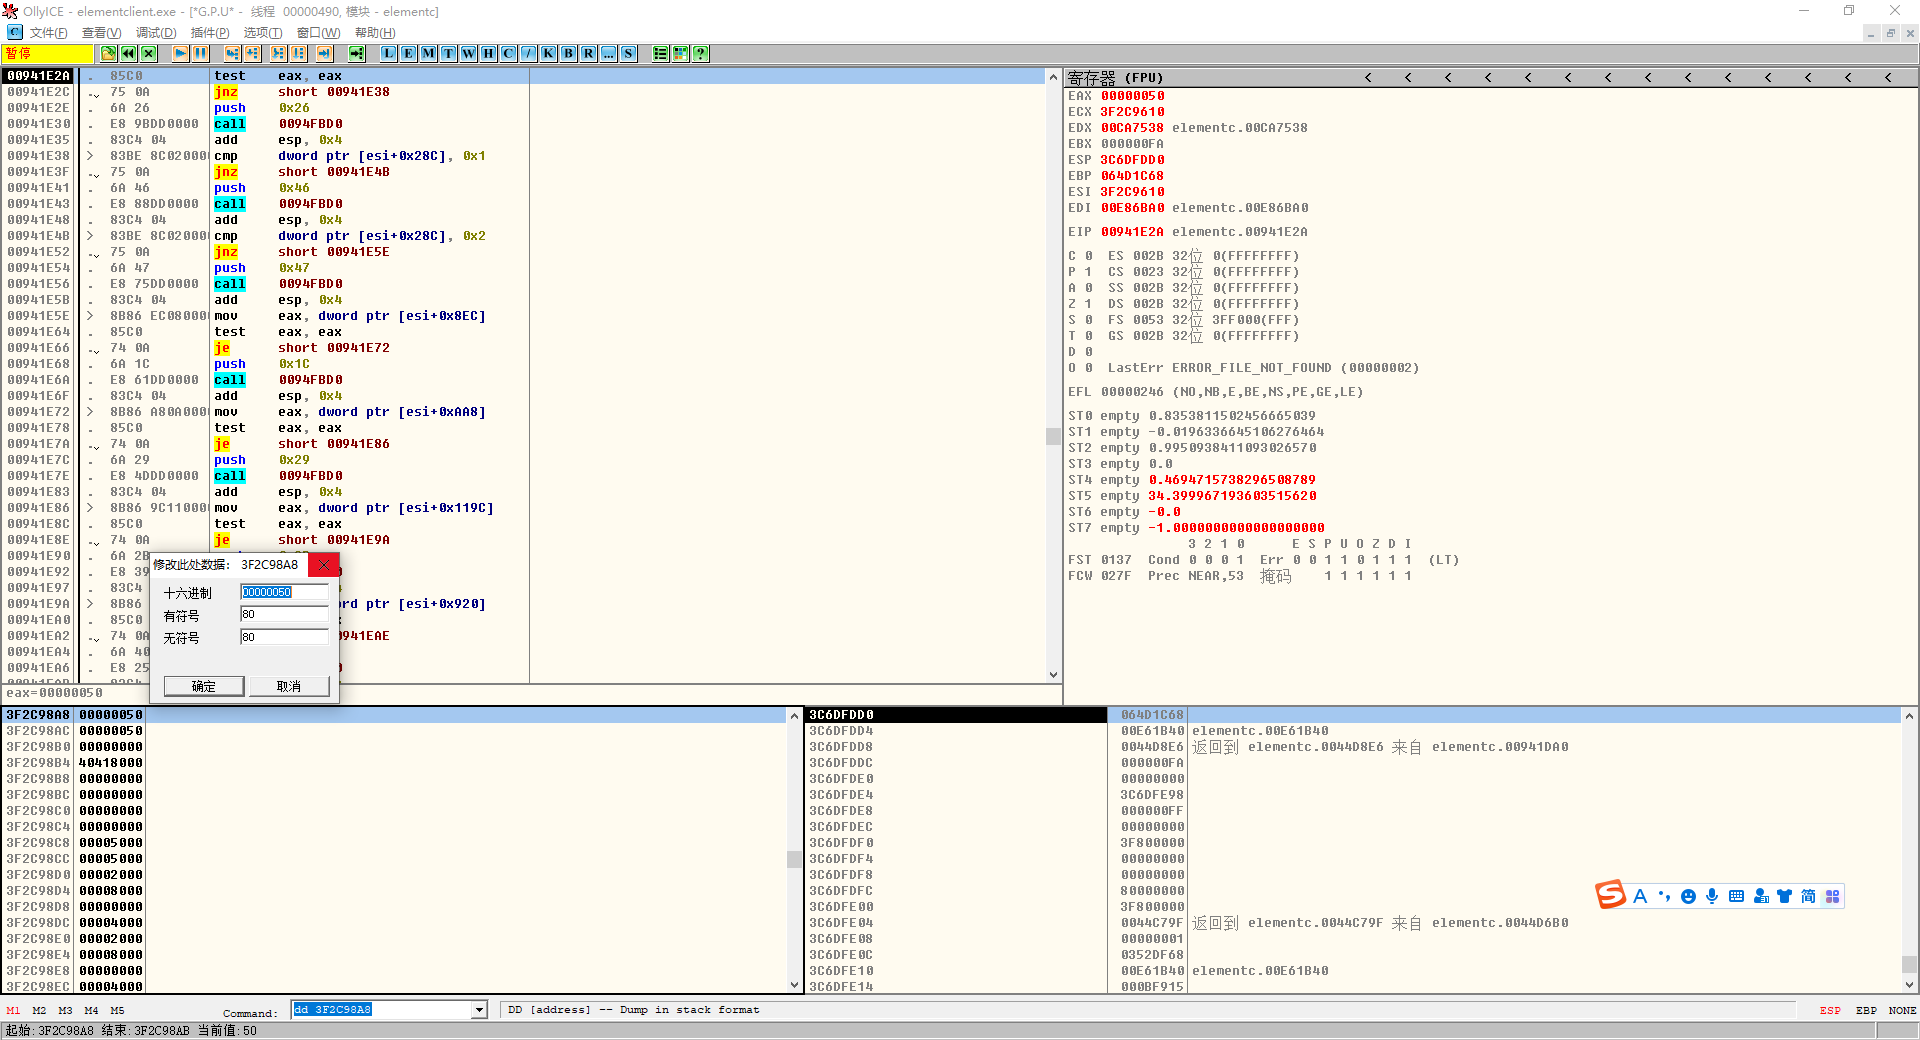 OllyICE - elementclient.exe - [*G.P.U* - 线程  00000490, 模块 - elementc]
文件(F) 查看(V) 调试(D) 插件(P) 选项(T) 窗口(W) 帮助(H)
暂停 L E M T W H C / K B R ... S ?
00941E2A . 85C0 test eax, eax
00941E2C . 75 0A jnz short 00941E38
00941E2E . 6A 26 push 0x26
00941E30 . E8 9BDD0000 call 0094FBD0
00941E35 . 83C4 04 add esp, 0x4
00941E38 > 83BE 8C02000 cmp dword ptr [esi+0x28C], 0x1
00941E3F . 75 0A jnz short 00941E4B
00941E41 . 6A 46 push 0x46
00941E43 . E8 88DD0000 call 0094FBD0
00941E48 . 83C4 04 add esp, 0x4
00941E4B > 83BE 8C02000 cmp dword ptr [esi+0x28C], 0x2
00941E52 . 75 0A jnz short 00941E5E
00941E54 . 6A 47 push 0x47
00941E56 . E8 75DD0000 call 0094FBD0
00941E5B . 83C4 04 add esp, 0x4
00941E5E > 8B86 EC08000 mov eax, dword ptr [esi+0x8EC]
00941E64 . 85C0 test eax, eax
00941E66 . 74 0A je short 00941E72
00941E68 . 6A 1C push 0x1C
00941E6A . E8 61DD0000 call 0094FBD0
00941E6F . 83C4 04 add esp, 0x4
00941E72 > 8B86 A80A000 mov eax, dword ptr [esi+0xAA8]
00941E78 . 85C0 test eax, eax
00941E7A . 74 0A je short 00941E86
00941E7C . 6A 29 push 0x29
00941E7E . E8 4DDD0000 call 0094FBD0
00941E83 . 83C4 04 add esp, 0x4
00941E86 > 8B86 9C11000 mov eax, dword ptr [esi+0x119C]
00941E8C . 85C0 test eax, eax
00941E8E . 74 0A je short 00941E9A
00941E90 . 6A 2B
00941E92 . E8 39
00941E97 . 83C4
00941E9A > 8B86 rd ptr [esi+0x920]
00941EA0 . 85C0
00941EA2 . 74 0A 0941EAE
00941EA4 . 6A 40
00941EA6 . E8 25
eax=00000050
修改此处数据: 3F2C98A8
十六进制 00000050
有符号 80
无符号 80
确定 取消
寄存器 (FPU) < < < < < < < < < < < < < <
EAX 00000050
ECX 3F2C9610
EDX 00CA7538 elementc.00CA7538
EBX 000000FA
ESP 3C6DFDD0
EBP 064D1C68
ESI 3F2C9610
EDI 00E86BA0 elementc.00E86BA0
EIP 00941E2A elementc.00941E2A
C 0 ES 002B 32位 0(FFFFFFFF)
P 1 CS 0023 32位 0(FFFFFFFF)
A 0 SS 002B 32位 0(FFFFFFFF)
Z 1 DS 002B 32位 0(FFFFFFFF)
S 0 FS 0053 32位 3FF000(FFF)
T 0 GS 002B 32位 0(FFFFFFFF)
D 0
O 0 LastErr ERROR_FILE_NOT_FOUND (00000002)
EFL 00000246 (NO,NB,E,BE,NS,PE,GE,LE)
ST0 empty 0.8353811502456665039
ST1 empty -0.0196336645106276464
ST2 empty 0.9950938411093026570
ST3 empty 0.0
ST4 empty 0.4694715738296508789
ST5 empty 34.399967193603515620
ST6 empty -0.0
ST7 empty -1.0000000000000000000
3 2 1 0 E S P U O Z D I
FST 0137 Cond 0 0 0 1 Err 0 0 1 1 0 1 1 1 (LT)
FCW 027F Prec NEAR,53 掩码 1 1 1 1 1 1
3F2C98A8 00000050
3F2C98AC 00000050
3F2C98B0 00000000
3F2C98B4 40418000
3F2C98B8 00000000
3F2C98BC 00000000
3F2C98C0 00000000
3F2C98C4 00000000
3F2C98C8 00005000
3F2C98CC 00005000
3F2C98D0 00002000
3F2C98D4 00008000
3F2C98D8 00000000
3F2C98DC 00004000
3F2C98E0 00002000
3F2C98E4 00008000
3F2C98E8 00000000
3F2C98EC 00004000
3C6DFDD0 064D1C68
3C6DFDD4 00E61B40 elementc.00E61B40
3C6DFDD8 0044D8E6 返回到 elementc.0044D8E6 来自 elementc.00941DA0
3C6DFDDC 000000FA
3C6DFDE0 00000000
3C6DFDE4 3C6DFE98
3C6DFDE8 000000FF
3C6DFDEC 00000000
3C6DFDF0 3F800000
3C6DFDF4 00000000
3C6DFDF8 00000000
3C6DFDFC 80000000
3C6DFE00 3F800000
3C6DFE04 0044C79F 返回到 elementc.0044C79F 来自 elementc.0044D6B0
3C6DFE08 00000001
3C6DFE0C 0352DF68
3C6DFE10 00E61B40 elementc.00E61B40
3C6DFE14 000BF915
S A 简
M1 M2 M3 M4 M5 Command: dd 3F2C98A8 DD [address] -- Dump in stack format ESP EBP NONE
起始:3F2C98A8 结束:3F2C98AB 当前值:50